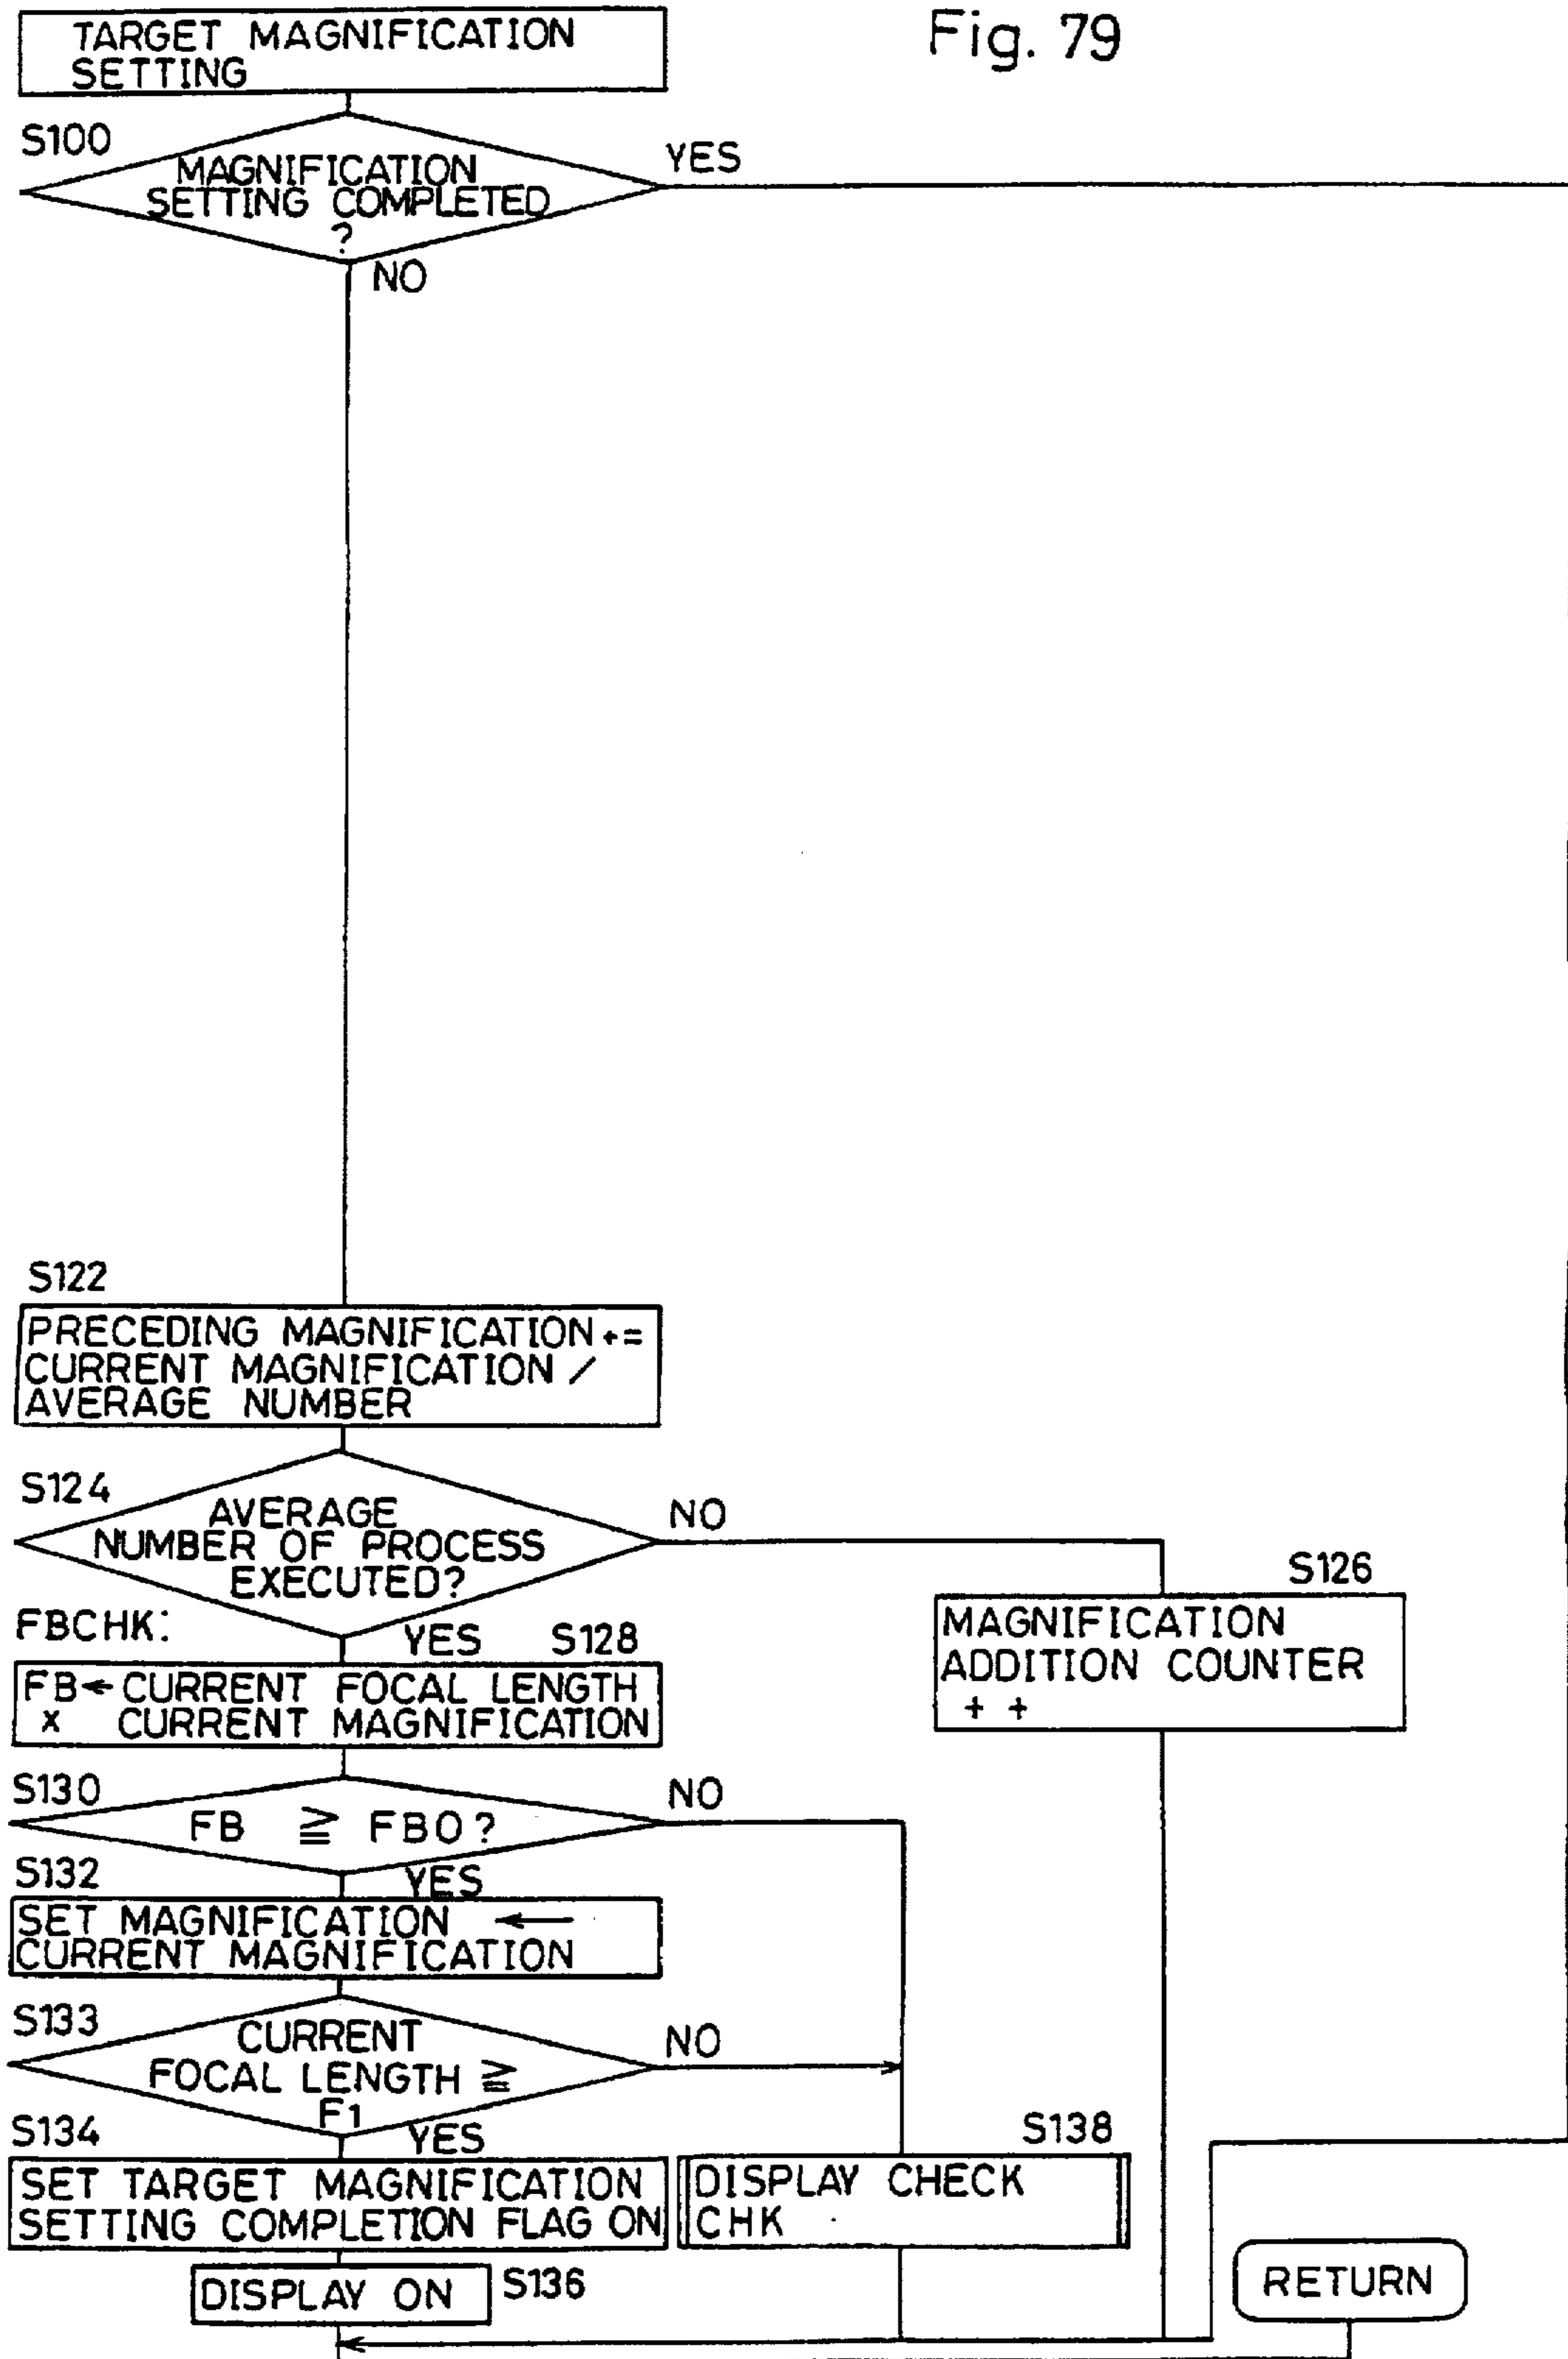 Fig. 79
TARGET MAGNIFICATION
SETTING
S100
MAGNIFICATION
SETTING COMPLETED
?
YES
NO
S122
PRECEDING MAGNIFICATION +=
CURRENT MAGNIFICATION /
AVERAGE NUMBER
S124
AVERAGE
NUMBER OF PROCESS
EXECUTED?
NO
S126
MAGNIFICATION
ADDITION COUNTER
+ +
FBCHK:
YES
S128
FB ← CURRENT FOCAL LENGTH
x CURRENT MAGNIFICATION
S130
FB ≧ FBO?
NO
YES
S132
SET MAGNIFICATION ←
CURRENT MAGNIFICATION
S133
CURRENT
FOCAL LENGTH ≧
F1
NO
YES
S134
SET TARGET MAGNIFICATION
SETTING COMPLETION FLAG ON
S138
DISPLAY CHECK
CHK
DISPLAY ON
S136
RETURN